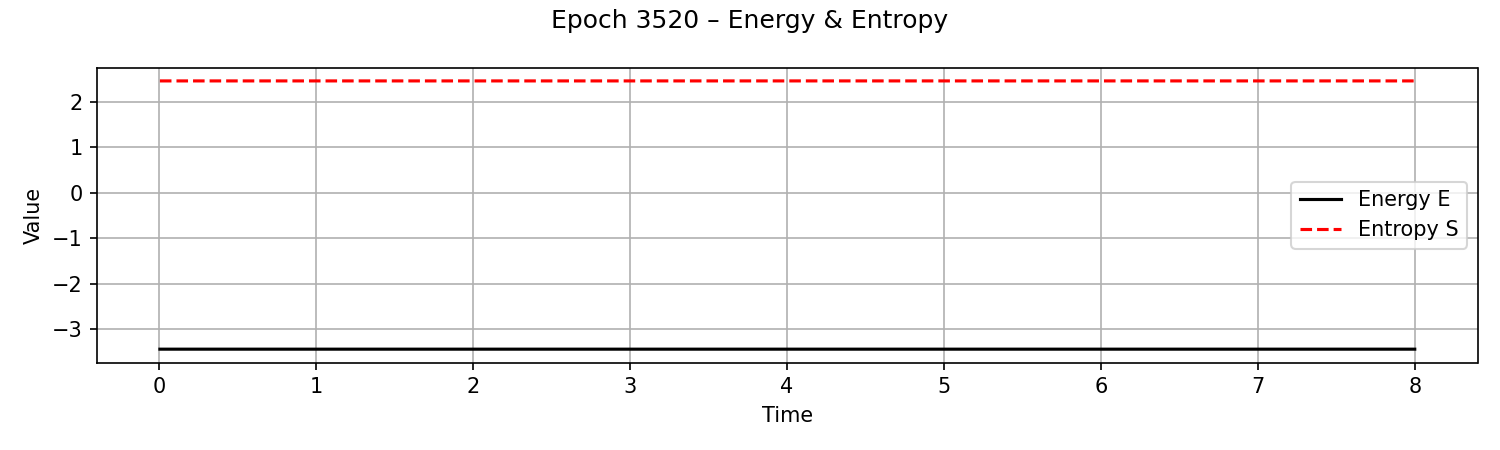 Epoch 3520 – Energy & Entropy
Value
2
1
0
−1
−2
−3
Energy E
Entropy S
0 1 2 3 4 5 6 7 8
Time